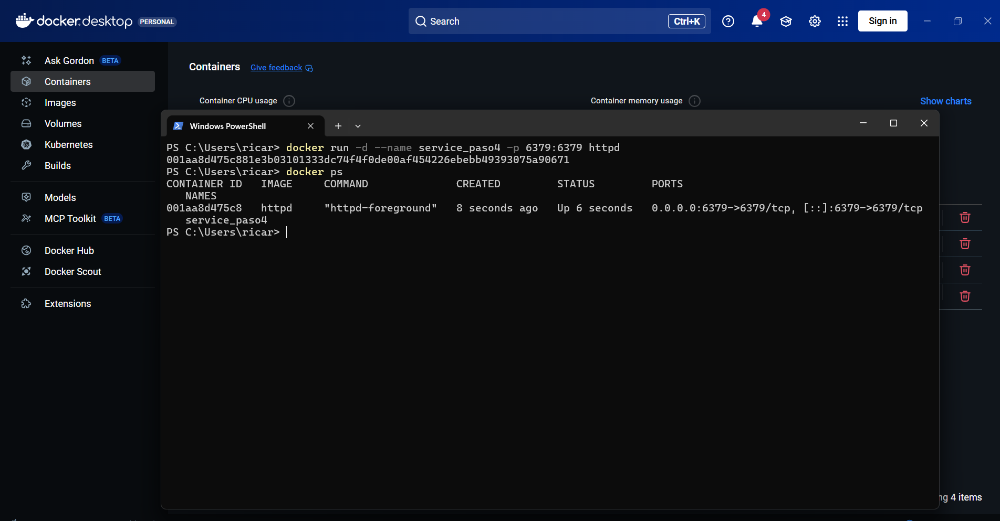 docker.desktop PERSONAL
Search
Ctrl+K
4
Sign in
Ask Gordon BETA
Containers
Images
Volumes
Kubernetes
Builds
Models
MCP Toolkit BETA
Docker Hub
Docker Scout
Extensions
Containers Give feedback
Container CPU usage
Container memory usage
Show charts
Windows PowerShell
PS C:\Users\ricar> docker run -d --name service_paso4 -p 6379:6379 httpd
001aa8d475c881e3b03101333dc74f4f0de00af454226ebebb49393075a90671
PS C:\Users\ricar> docker ps
CONTAINER ID IMAGE COMMAND CREATED STATUS PORTS
NAMES
001aa8d475c8 httpd "httpd-foreground" 8 seconds ago Up 6 seconds 0.0.0.0:6379->6379/tcp, [::]:6379->6379/tcp
service_paso4
PS C:\Users\ricar>
ng 4 items